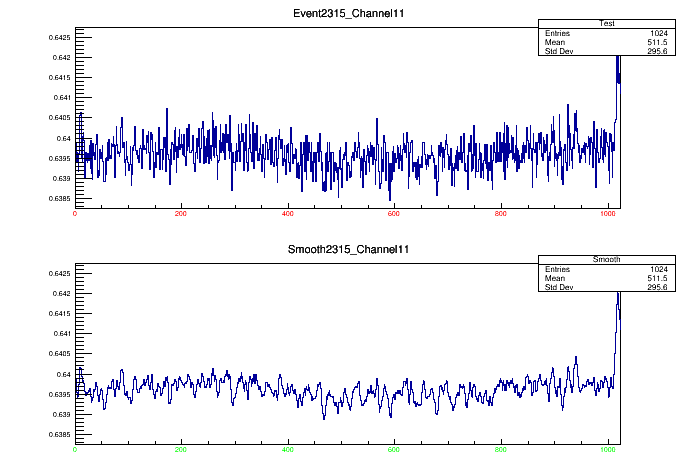 Event2315_Channel11
Test
Entries 1024
Mean 511.5
Std Dev 295.6
0.6425
0.642
0.6415
0.641
0.6405
0.64
0.6395
0.639
0.6385
0 200 400 600 800 1000
Smooth2315_Channel11
Smooth
Entries 1024
Mean 511.5
Std Dev 295.6
0.6425
0.642
0.6415
0.641
0.6405
0.64
0.6395
0.639
0.6385
0 200 400 600 800 1000